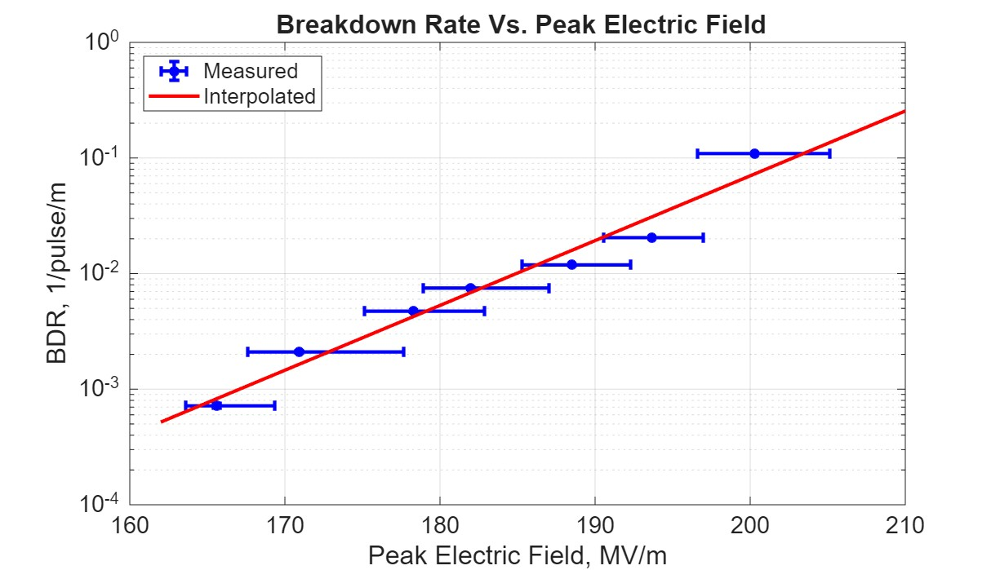 Breakdown Rate Vs. Peak Electric Field
10^0
Measured
Interpolated
10^-1
10^-2
10^-3
10^-4
BDR, 1/pulse/m
160 170 180 190 200 210
Peak Electric Field, MV/m